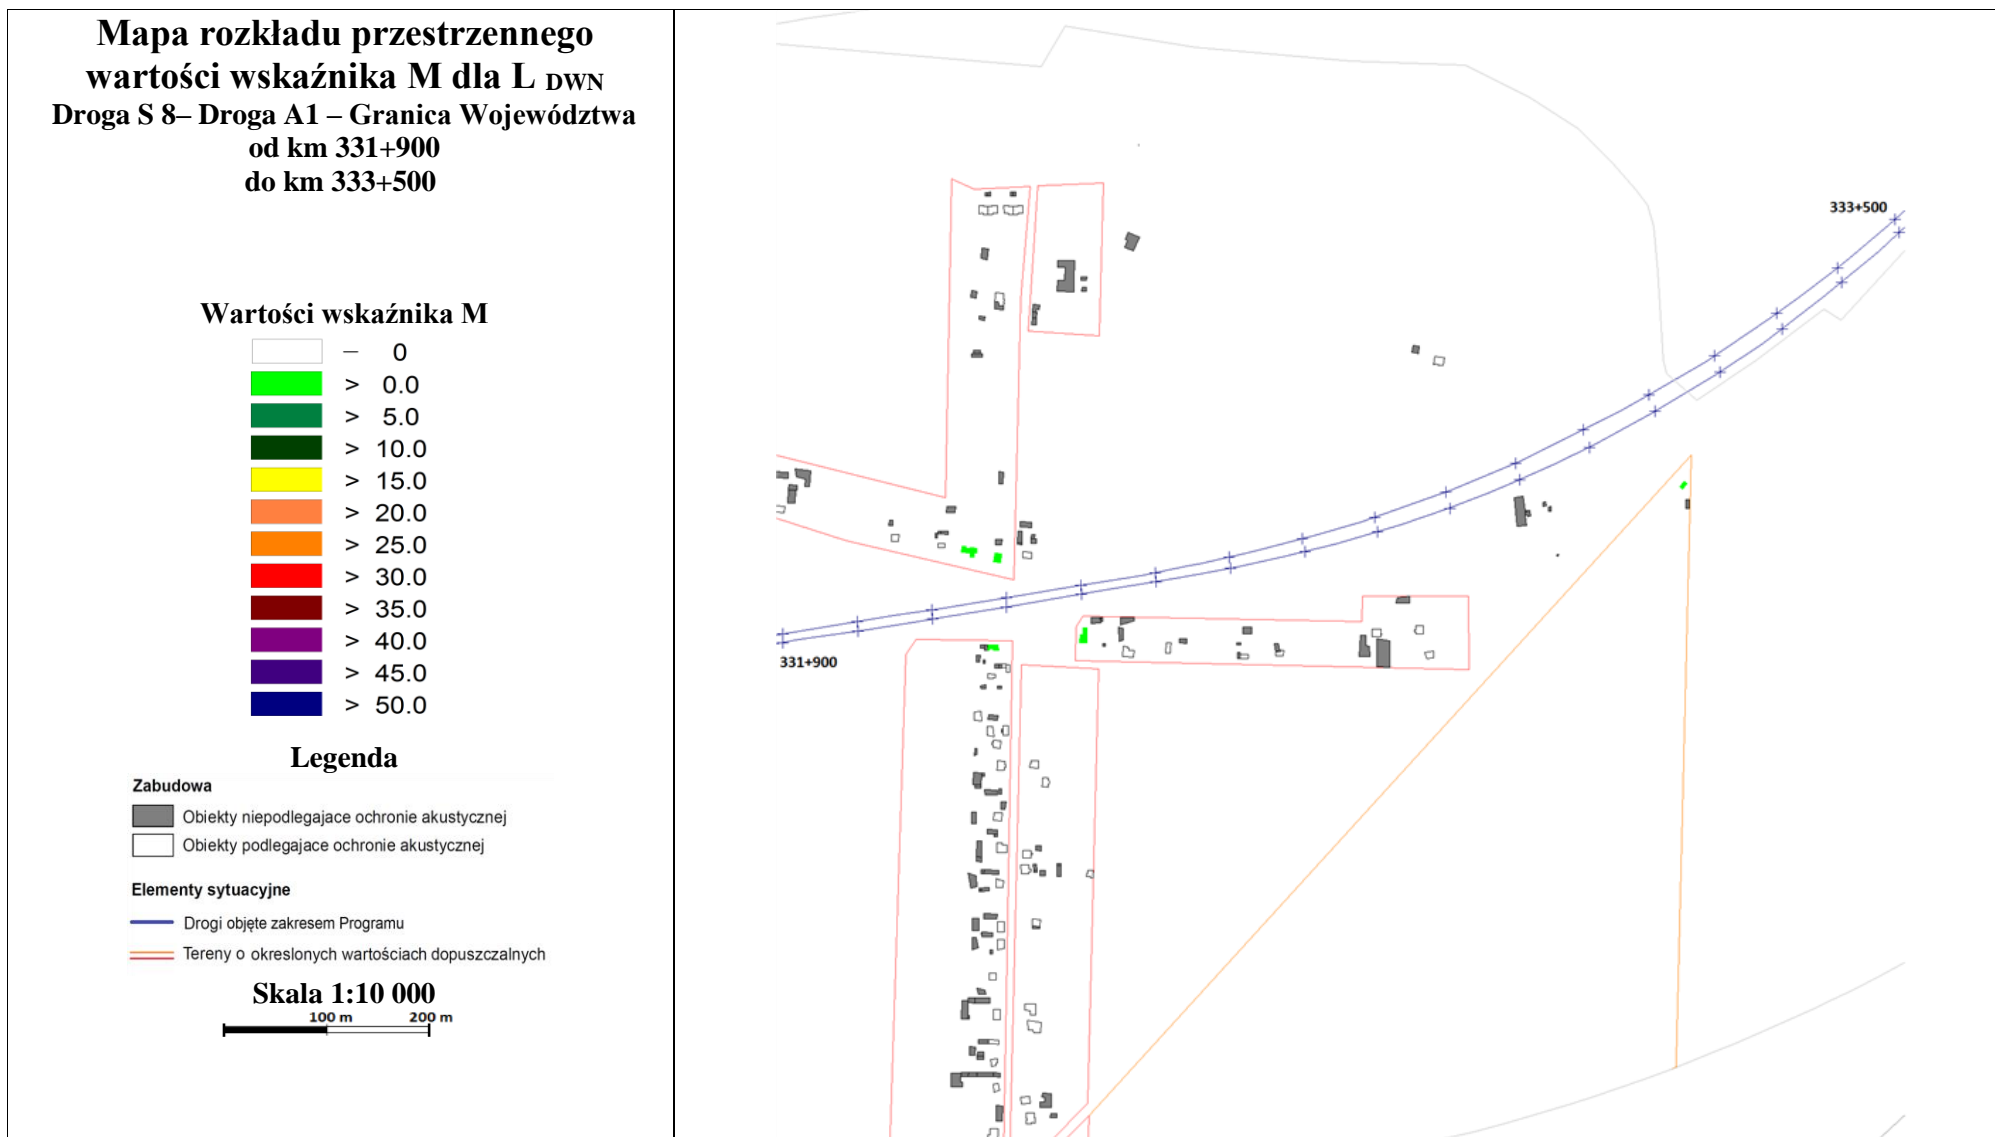 Mapa rozkładu przestrzennego
wartości wskaźnika M dla L DWN
Droga S 8– Droga A1 – Granica Województwa
od km 331+900
do km 333+500
Wartości wskaźnika M
– 0
> 0.0
> 5.0
> 10.0
> 15.0
> 20.0
> 25.0
> 30.0
> 35.0
> 40.0
> 45.0
> 50.0
Legenda
Zabudowa
Obiekty niepodlegajace ochronie akustycznej
Obiekty podlegajace ochronie akustycznej
Elementy sytuacyjne
Drogi objęte zakresem Programu
Tereny o okreslonych wartościach dopuszczalnych
Skala 1:10 000
100 m 200 m
333+500
331+900